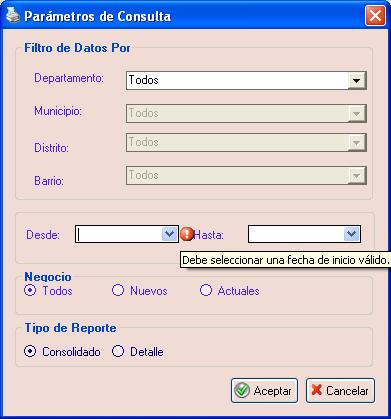 Parámetros de Consulta
Filtro de Datos Por
Departamento: Todos
Municipio: Todos
Distrito: Todos
Barrio: Todos
Desde: Hasta:
Debe seleccionar una fecha de inicio válido.
Negocio
Todos Nuevos Actuales
Tipo de Reporte
Consolidado Detalle
Aceptar Cancelar